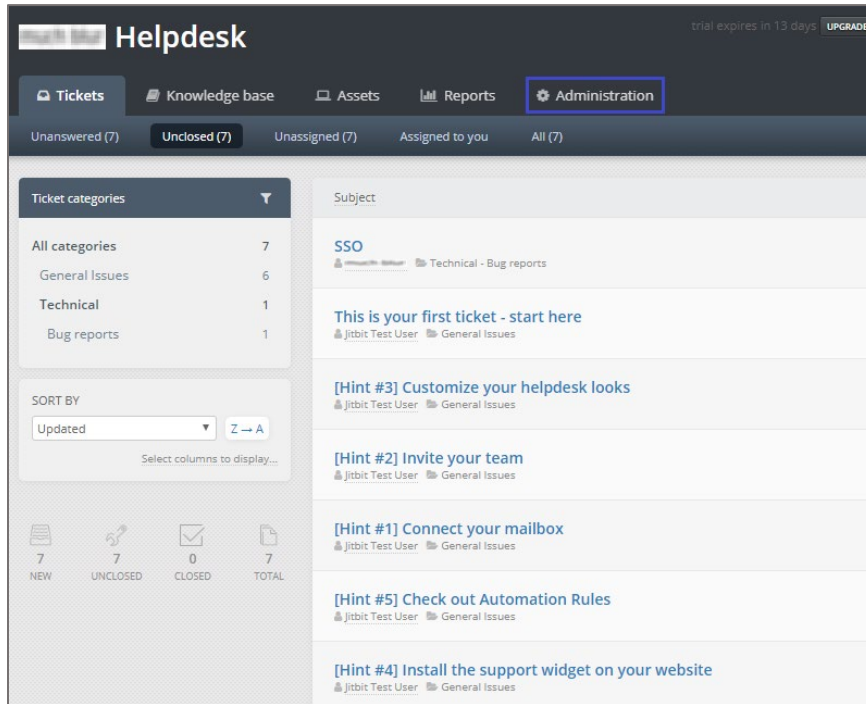 Helpdesk
trial expires in 13 days UPGRADE
Tickets Knowledge base Assets Reports Administration
Unanswered (7) Unclosed (7) Unassigned (7) Assigned to you All (7)
Ticket categories
All categories 7
General Issues 6
Technical 1
Bug reports 1
SORT BY
Updated Z → A
Select columns to display...
7 7 0 7
NEW UNCLOSED CLOSED TOTAL
Subject
SSO
Technical - Bug reports
This is your first ticket - start here
Jitbit Test User General Issues
[Hint #3] Customize your helpdesk looks
Jitbit Test User General Issues
[Hint #2] Invite your team
Jitbit Test User General Issues
[Hint #1] Connect your mailbox
Jitbit Test User General Issues
[Hint #5] Check out Automation Rules
Jitbit Test User General Issues
[Hint #4] Install the support widget on your website
Jitbit Test User General Issues